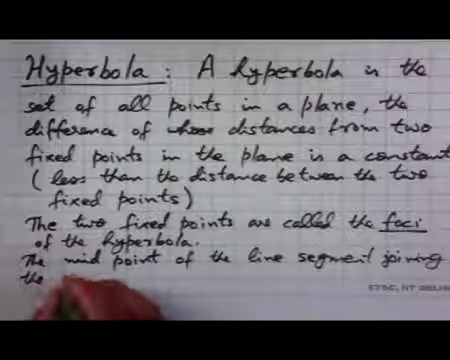 Hyperbola : A hyperbola is the
set of all points in a plane, the
difference of whose distances from two
fixed points in the plane is a constant
(less than the distance between the two
fixed points)
The two fixed points are called the foci
of the hyperbola.
The mid point of the line segment joining
the